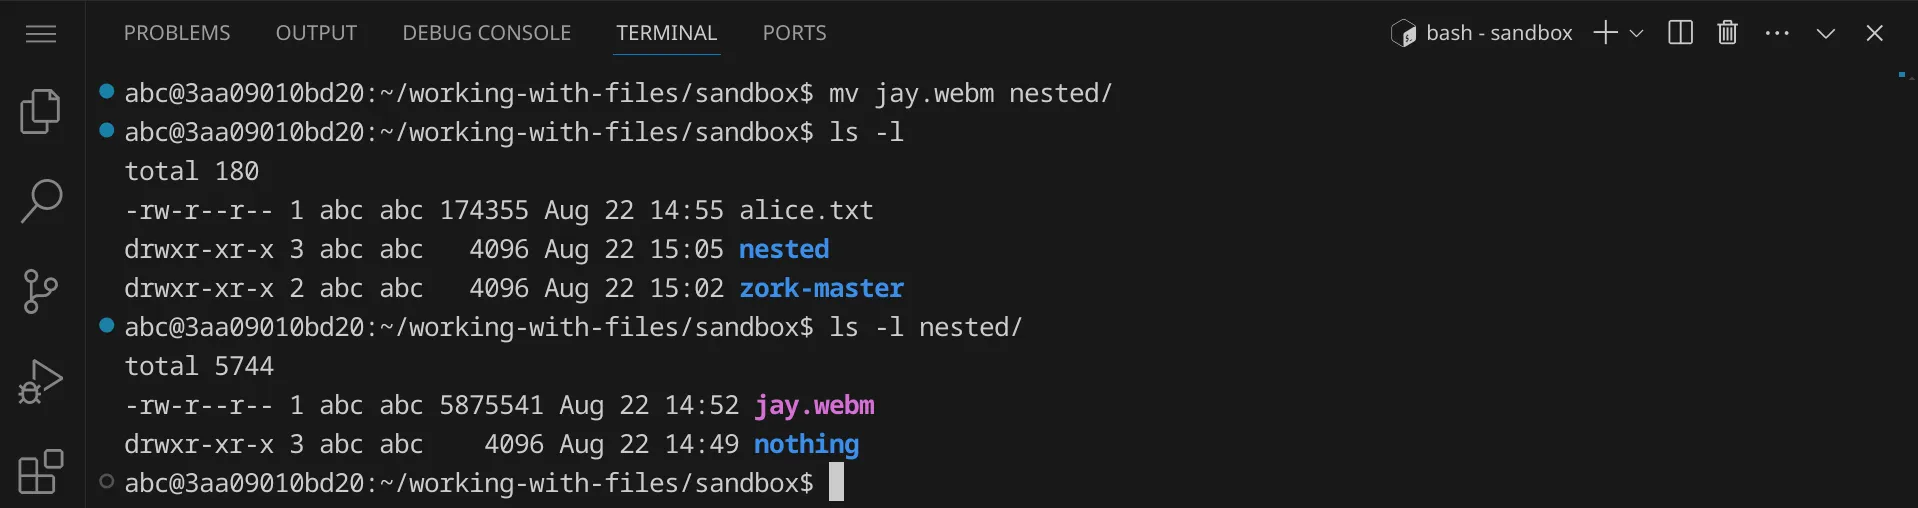 PROBLEMS OUTPUT DEBUG CONSOLE TERMINAL PORTS bash - sandbox
abc@3aa09010bd20:~/working-with-files/sandbox$ mv jay.webm nested/
abc@3aa09010bd20:~/working-with-files/sandbox$ ls -l
total 180
-rw-r--r-- 1 abc abc 174355 Aug 22 14:55 alice.txt
drwxr-xr-x 3 abc abc   4096 Aug 22 15:05 nested
drwxr-xr-x 2 abc abc   4096 Aug 22 15:02 zork-master
abc@3aa09010bd20:~/working-with-files/sandbox$ ls -l nested/
total 5744
-rw-r--r-- 1 abc abc 5875541 Aug 22 14:52 jay.webm
drwxr-xr-x 3 abc abc    4096 Aug 22 14:49 nothing
abc@3aa09010bd20:~/working-with-files/sandbox$